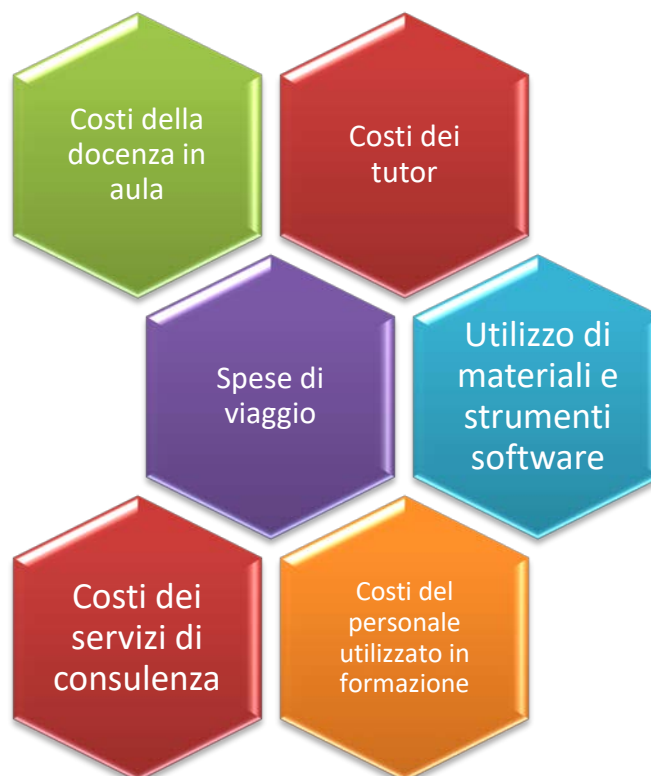 Costi della
docenza in
aula
Costi dei
tutor
Spese di
viaggio
Utilizzo di
materiali e
strumenti
software
Costi dei
servizi di
consulenza
Costi del
personale
utilizzato in
formazione